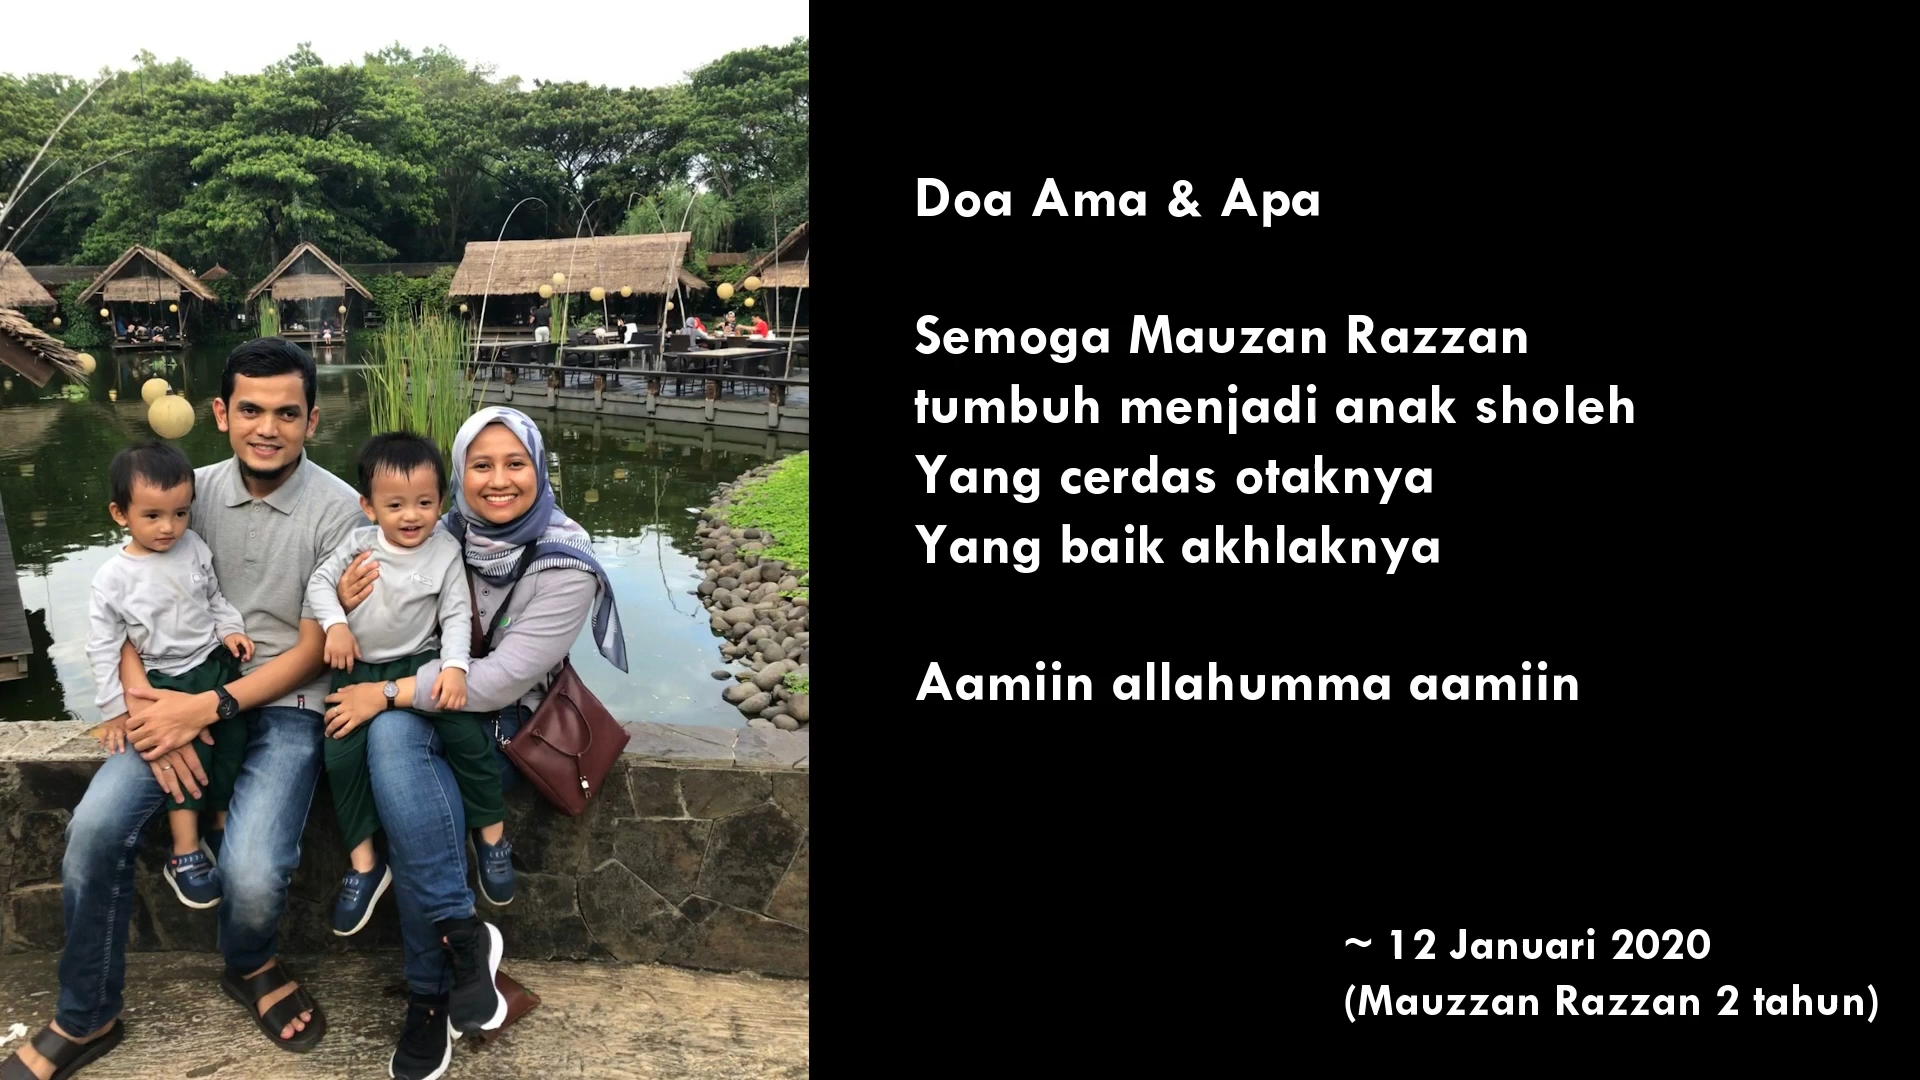 Doa Ama & Apa
Semoga Mauzan Razzan
tumbuh menjadi anak sholeh
Yang cerdas otaknya
Yang baik akhlaknya
Aamiin allahumma aamiin
~ 12 Januari 2020
(Mauzzan Razzan 2 tahun)